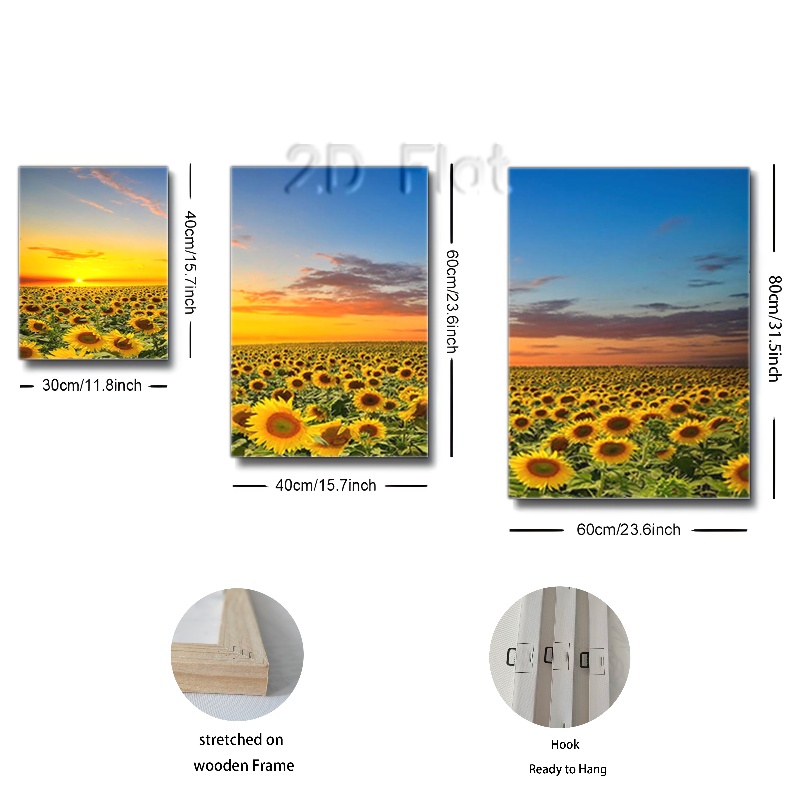 2D Flat
40cm/15.7inch
30cm/11.8inch
60cm/23.6inch
40cm/15.7inch
80cm/31.5inch
60cm/23.6inch
stretched on
wooden Frame
Hook
Ready to Hang